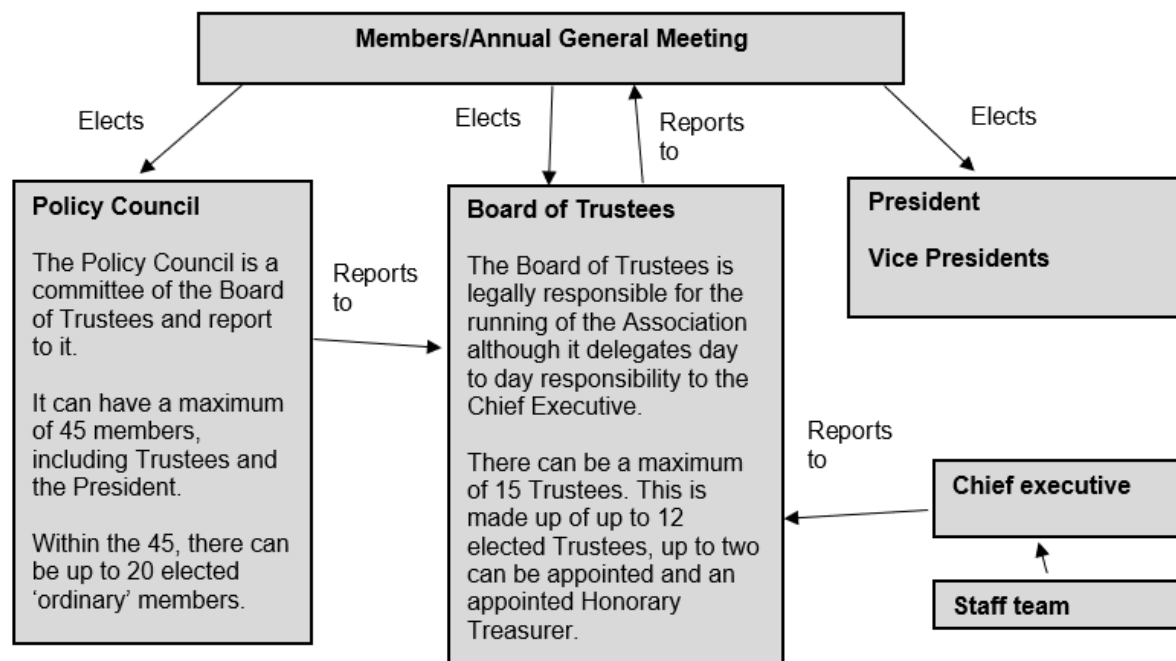 Members/Annual General Meeting
Elects
Elects
Reports
to
Elects
Policy Council
The Policy Council is a
committee of the Board
of Trustees and report
to it.
It can have a maximum
of 45 members,
including Trustees and
the President.
Within the 45, there can
be up to 20 elected
‘ordinary’ members.
Reports
to
Board of Trustees
The Board of Trustees is
legally responsible for the
running of the Association
although it delegates day
to day responsibility to the
Chief Executive.
There can be a maximum
of 15 Trustees. This is
made up of up to 12
elected Trustees, up to two
can be appointed and an
appointed Honorary
Treasurer.
President
Vice Presidents
Reports
to
Chief executive
Staff team